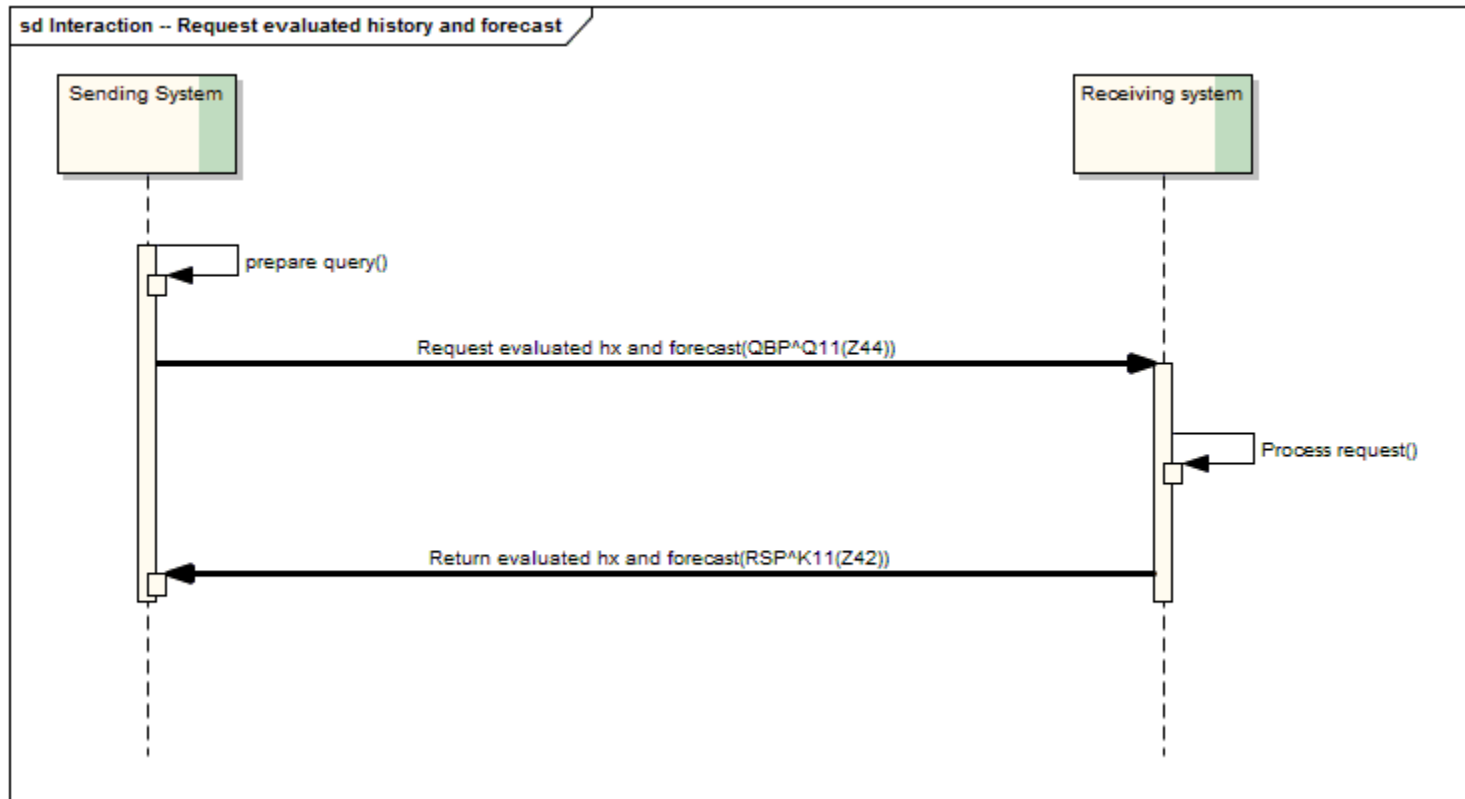 sd Interaction -- Request evaluated history and forecast
Sending System
Receiving system
prepare query()
Request evaluated hx and forecast(QBP^Q11(Z44))
Process request()
Return evaluated hx and forecast(RSP^K11(Z42))